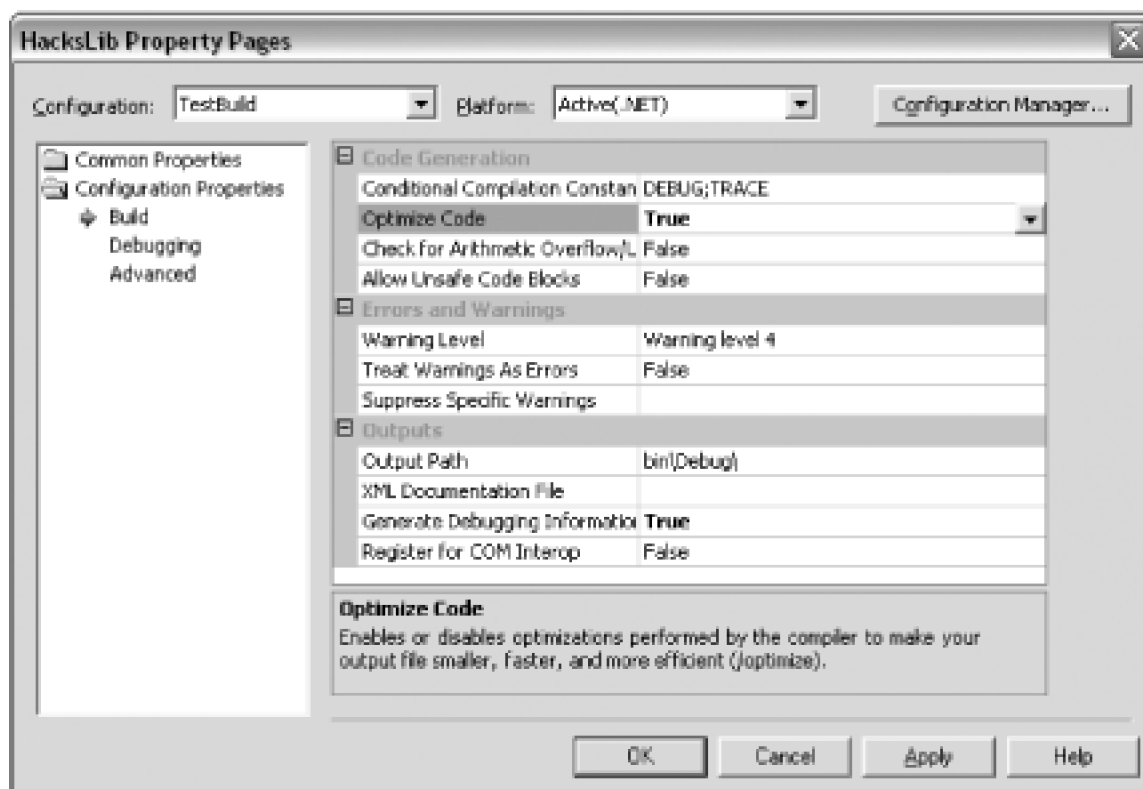 HacksLib Property Pages
Configuration: TestBuild Platform: Active(.NET) Configuration Manager...
Common Properties
Configuration Properties
Build
Debugging
Advanced
Code Generation
Conditional Compilation Constan DEBUG;TRACE
Optimize Code True
Check for Arithmetic Overflow/U False
Allow Unsafe Code Blocks False
Errors and Warnings
Warning Level Warning level 4
Treat Warnings As Errors False
Suppress Specific Warnings
Outputs
Output Path bin\Debug\
XML Documentation File
Generate Debugging Informatio True
Register for COM Interop False
Optimize Code
Enables or disables optimizations performed by the compiler to make your
output file smaller, faster, and more efficient (/optimize).
OK Cancel Apply Help